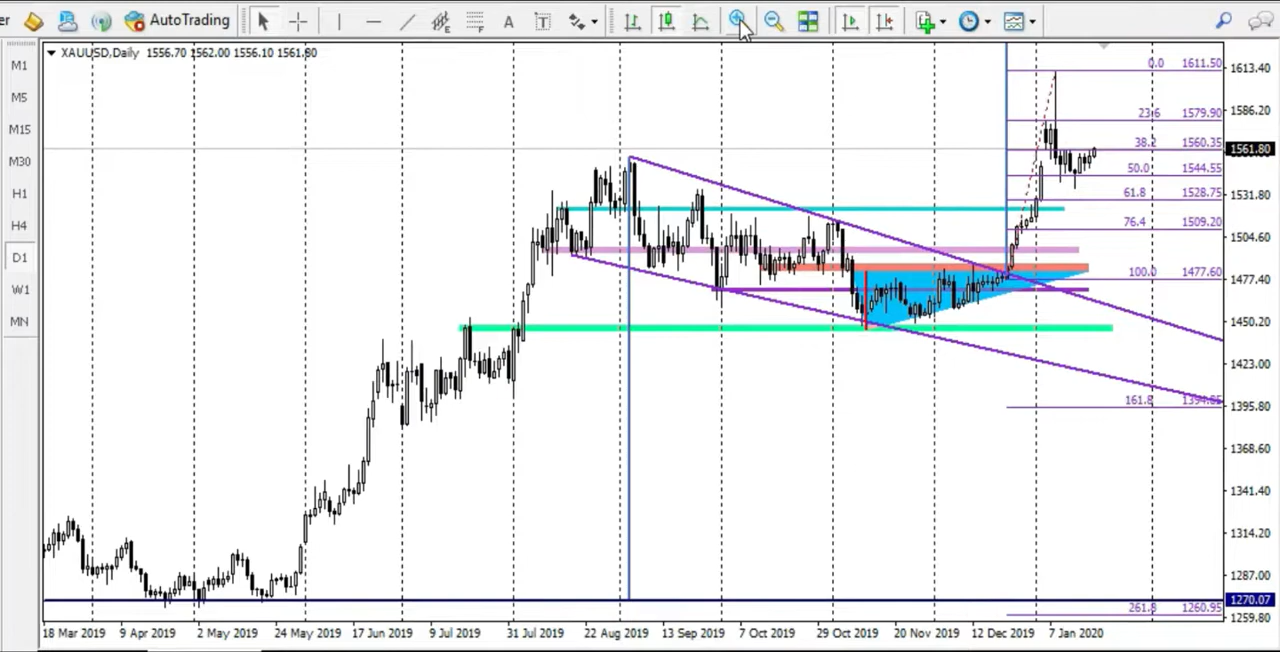 er AutoTrading A T
XAUUSD,Daily 1556.70 1562.00 1556.10 1561.80
M1
M5
M15
M30
H1
H4
D1
W1
MN
0.0 1611.50
23.6 1579.90
38.2 1560.35
50.0 1544.55
61.8 1528.75
76.4 1509.20
100.0 1477.60
161.8 1394.85
261.8 1260.95
1613.40
1586.20
1561.80
1531.80
1504.60
1477.40
1450.20
1423.00
1395.80
1368.60
1341.40
1314.20
1287.00
1270.07
1259.80
18 Mar 2019 9 Apr 2019 2 May 2019 24 May 2019 17 Jun 2019 9 Jul 2019 31 Jul 2019 22 Aug 2019 13 Sep 2019 7 Oct 2019 29 Oct 2019 20 Nov 2019 12 Dec 2019 7 Jan 2020